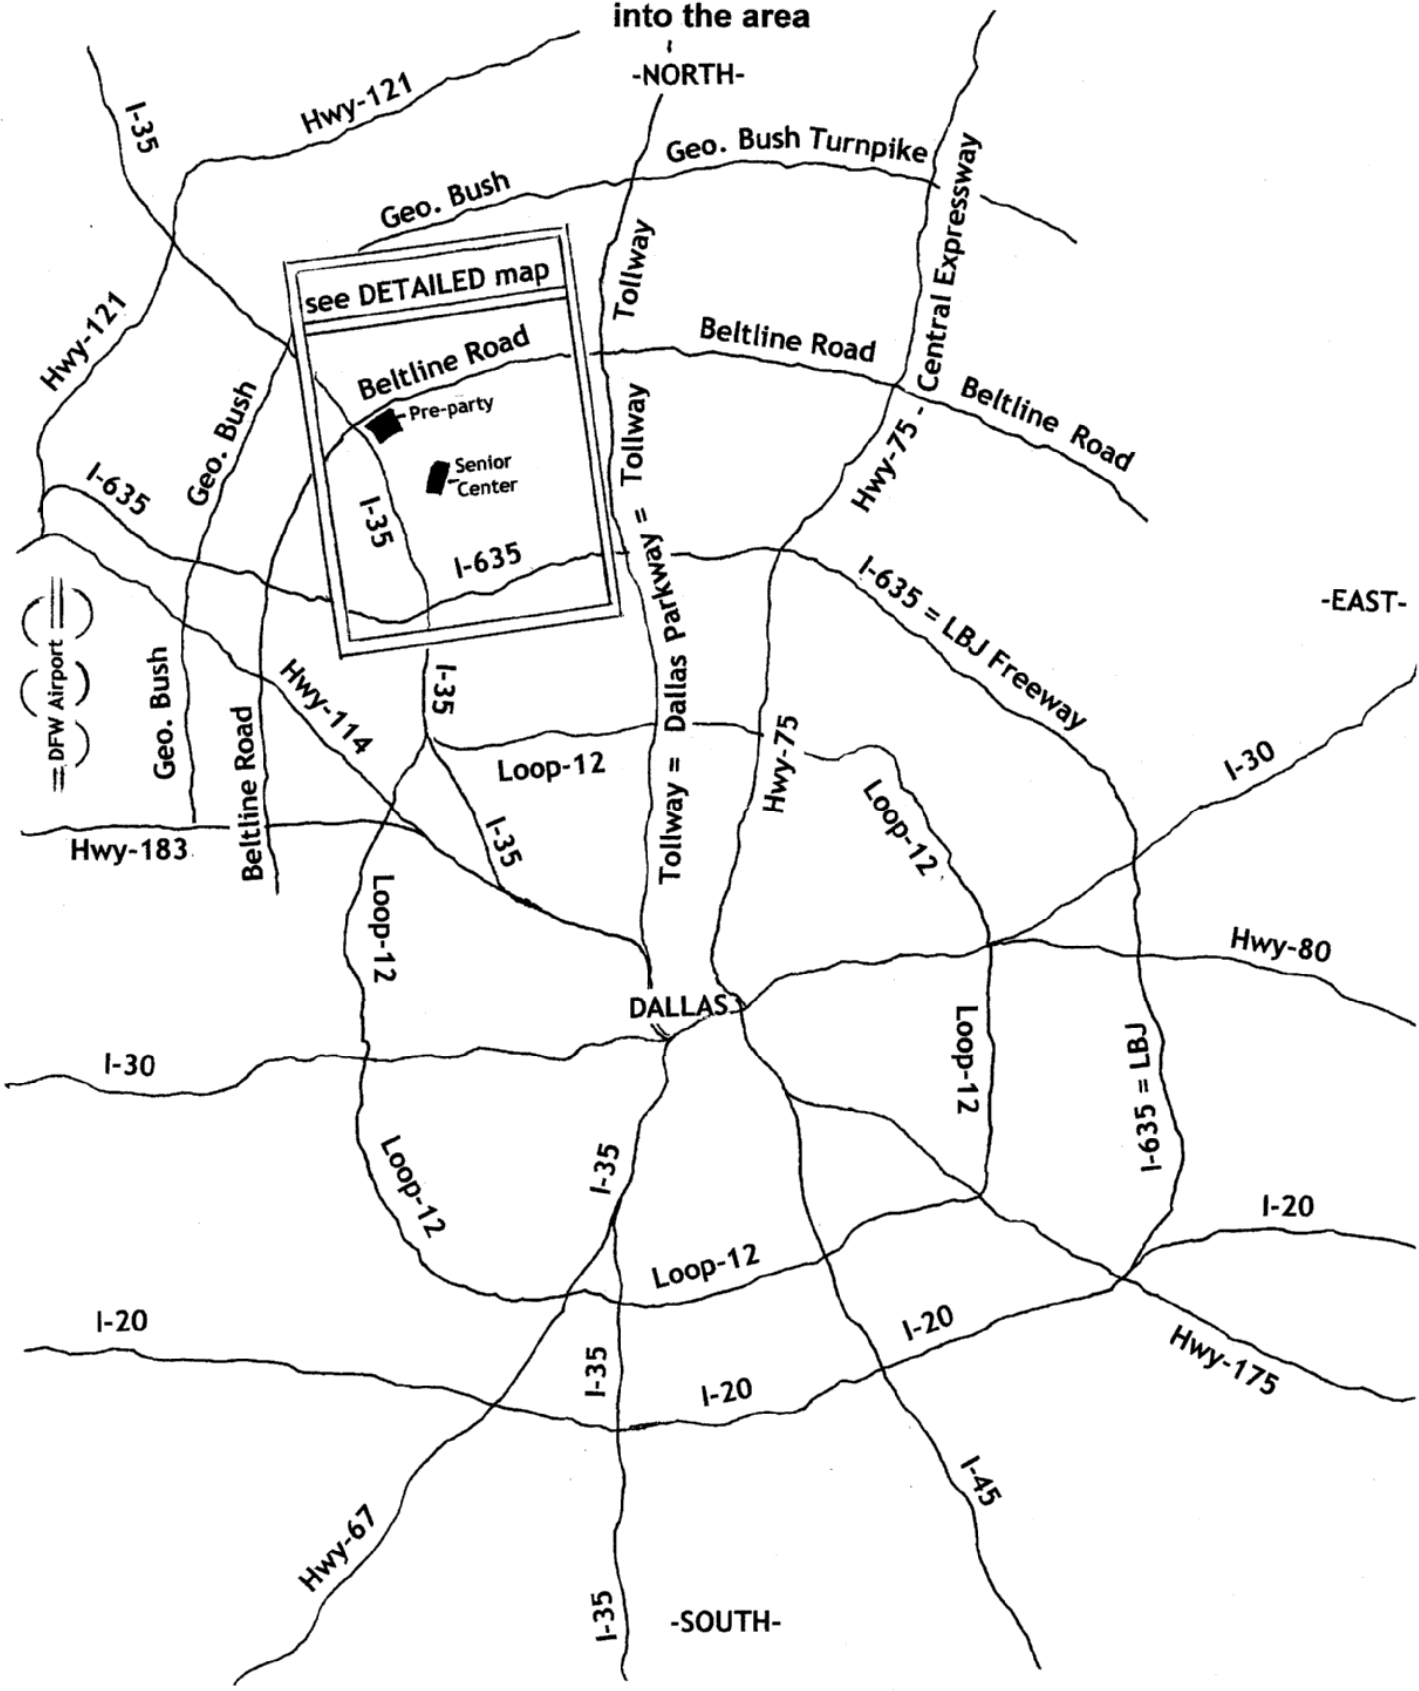 into the area
-NORTH-
Hwy-121
I-35
Geo. Bush Turnpike
Geo. Bush
Central Expressway
Tollway
see DETAILED map
Hwy-121
Beltline Road
Beltline Road
Beltline Road
Geo. Bush
Pre-party
Tollway
Hwy-75 -
Senior
Center
I-635
I-35
I-635
I-635 = LBJ Freeway
-EAST-
= DFW Airport =
Geo. Bush
Hwy-114
I-35
Tollway = Dallas Parkway =
Beltline Road
Loop-12
Hwy-75
I-30
Loop-12
I-35
Hwy-183
Loop-12
Hwy-80
DALLAS
I-30
Loop-12
I-635 = LBJ
Loop-12
I-35
I-20
Loop-12
I-20
I-20
I-35
I-20
Hwy-175
I-45
Hwy-67
I-35
-SOUTH-